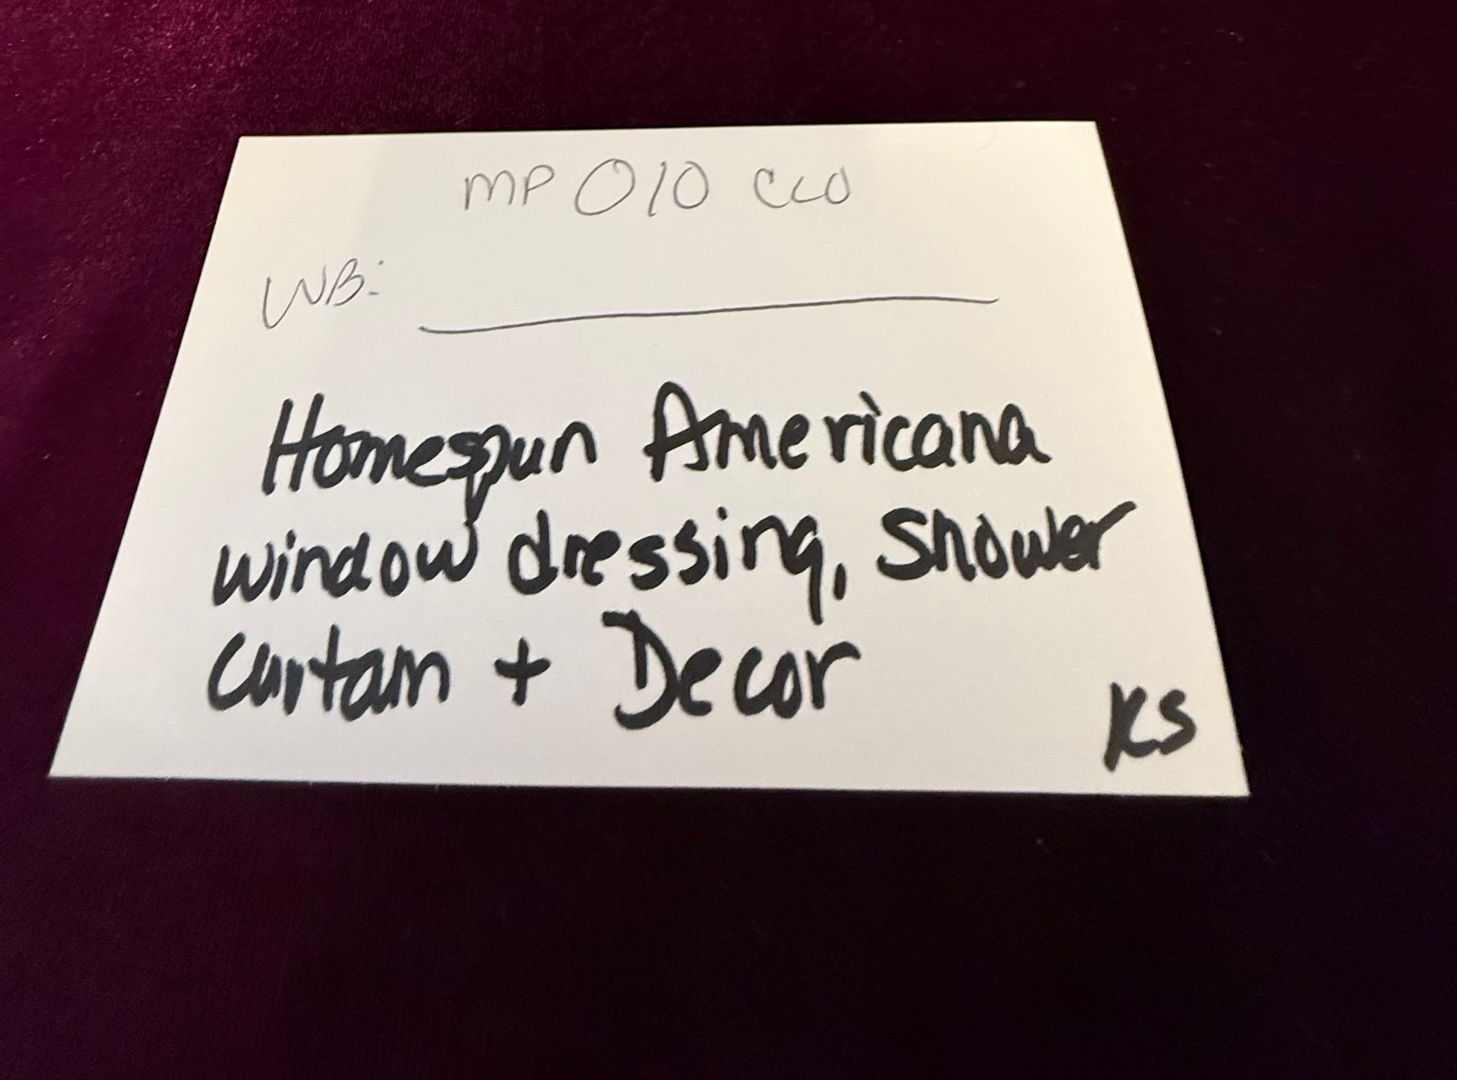 MP 010 CLO
WB:
Homespun Americana
window dressing, Shower
Curtain + Decor
KS